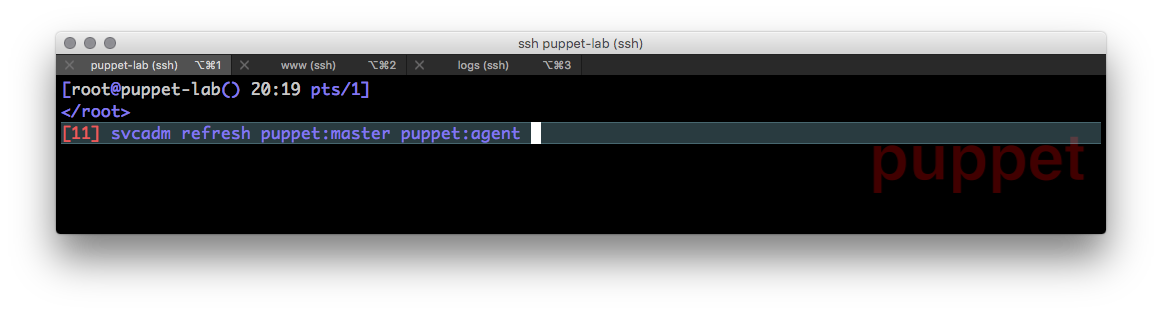 ssh puppet-lab (ssh)
puppet-lab (ssh) ⌥⌘1 www (ssh) ⌥⌘2 logs (ssh) ⌥⌘3
[root@puppet-lab() 20:19 pts/1]
</root>
[11] svcadm refresh puppet:master puppet:agent
puppet